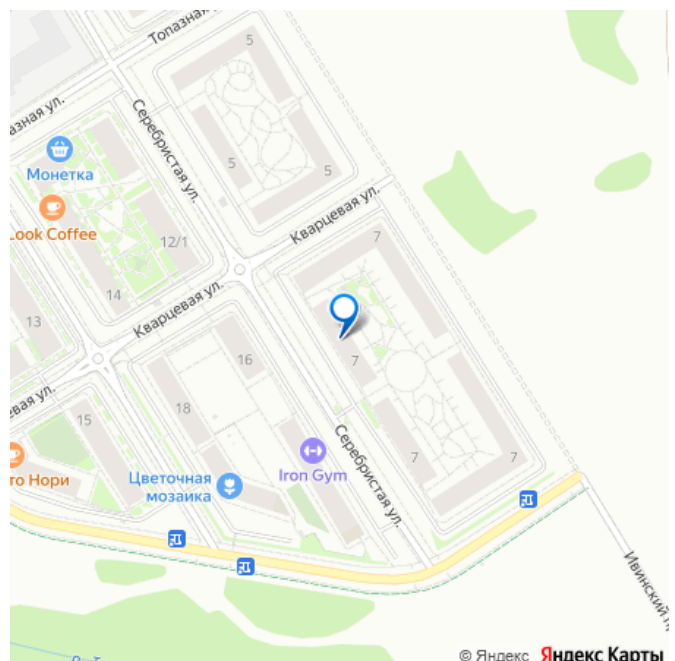 Топазная ул.
5
азная ул.
Серебристая ул.
Монетка
5
5
Look Coffee
Кварцевая ул.
12/1
7
14
Кварцевая ул.
13
7
16
вая ул.
18
15
Серебристая ул.
7
7
то Нори
Цветочная
мозаика
Iron Gym
Ивинский п
© Яндекс Яндекс Карты